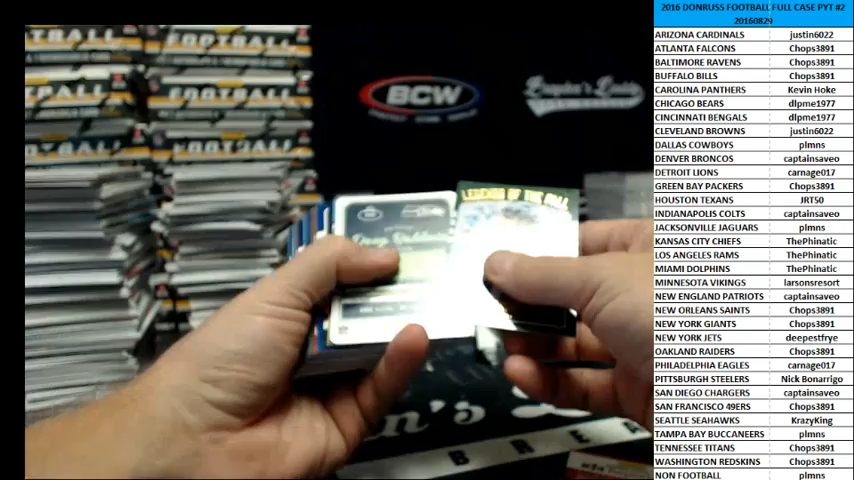 2016 DONRUSS FOOTBALL FULL CASE PYT #2
20160829
ARIZONA CARDINALS justin6022
ATLANTA FALCONS Chops3891
BALTIMORE RAVENS Chops3891
BUFFALO BILLS Chops3891
CAROLINA PANTHERS Kevin Hoke
CHICAGO BEARS dlpme1977
CINCINNATI BENGALS dlpme1977
CLEVELAND BROWNS justin6022
DALLAS COWBOYS plmns
DENVER BRONCOS captainsaveo
DETROIT LIONS carnage017
GREEN BAY PACKERS Chops3891
HOUSTON TEXANS JRT50
INDIANAPOLIS COLTS captainsaveo
JACKSONVILLE JAGUARS plmns
KANSAS CITY CHIEFS ThePhinatic
LOS ANGELES RAMS ThePhinatic
MIAMI DOLPHINS ThePhinatic
MINNESOTA VIKINGS larsonsresort
NEW ENGLAND PATRIOTS captainsaveo
NEW ORLEANS SAINTS Chops3891
NEW YORK GIANTS Chops3891
NEW YORK JETS deepestfrye
OAKLAND RAIDERS Chops3891
PHILADELPHIA EAGLES carnage017
PITTSBURGH STEELERS Nick Bonarrigo
SAN DIEGO CHARGERS captainsaveo
SAN FRANCISCO 49ERS Chops3891
SEATTLE SEAHAWKS KrazyKing
TAMPA BAY BUCCANEERS plmns
TENNESSEE TITANS Chops3891
WASHINGTON REDSKINS Chops3891
NON FOOTBALL plmns
FOOTBALL
FOOTBALL
FOOTBALL
BCW
LEGENDS OF THE FALL
B R E A